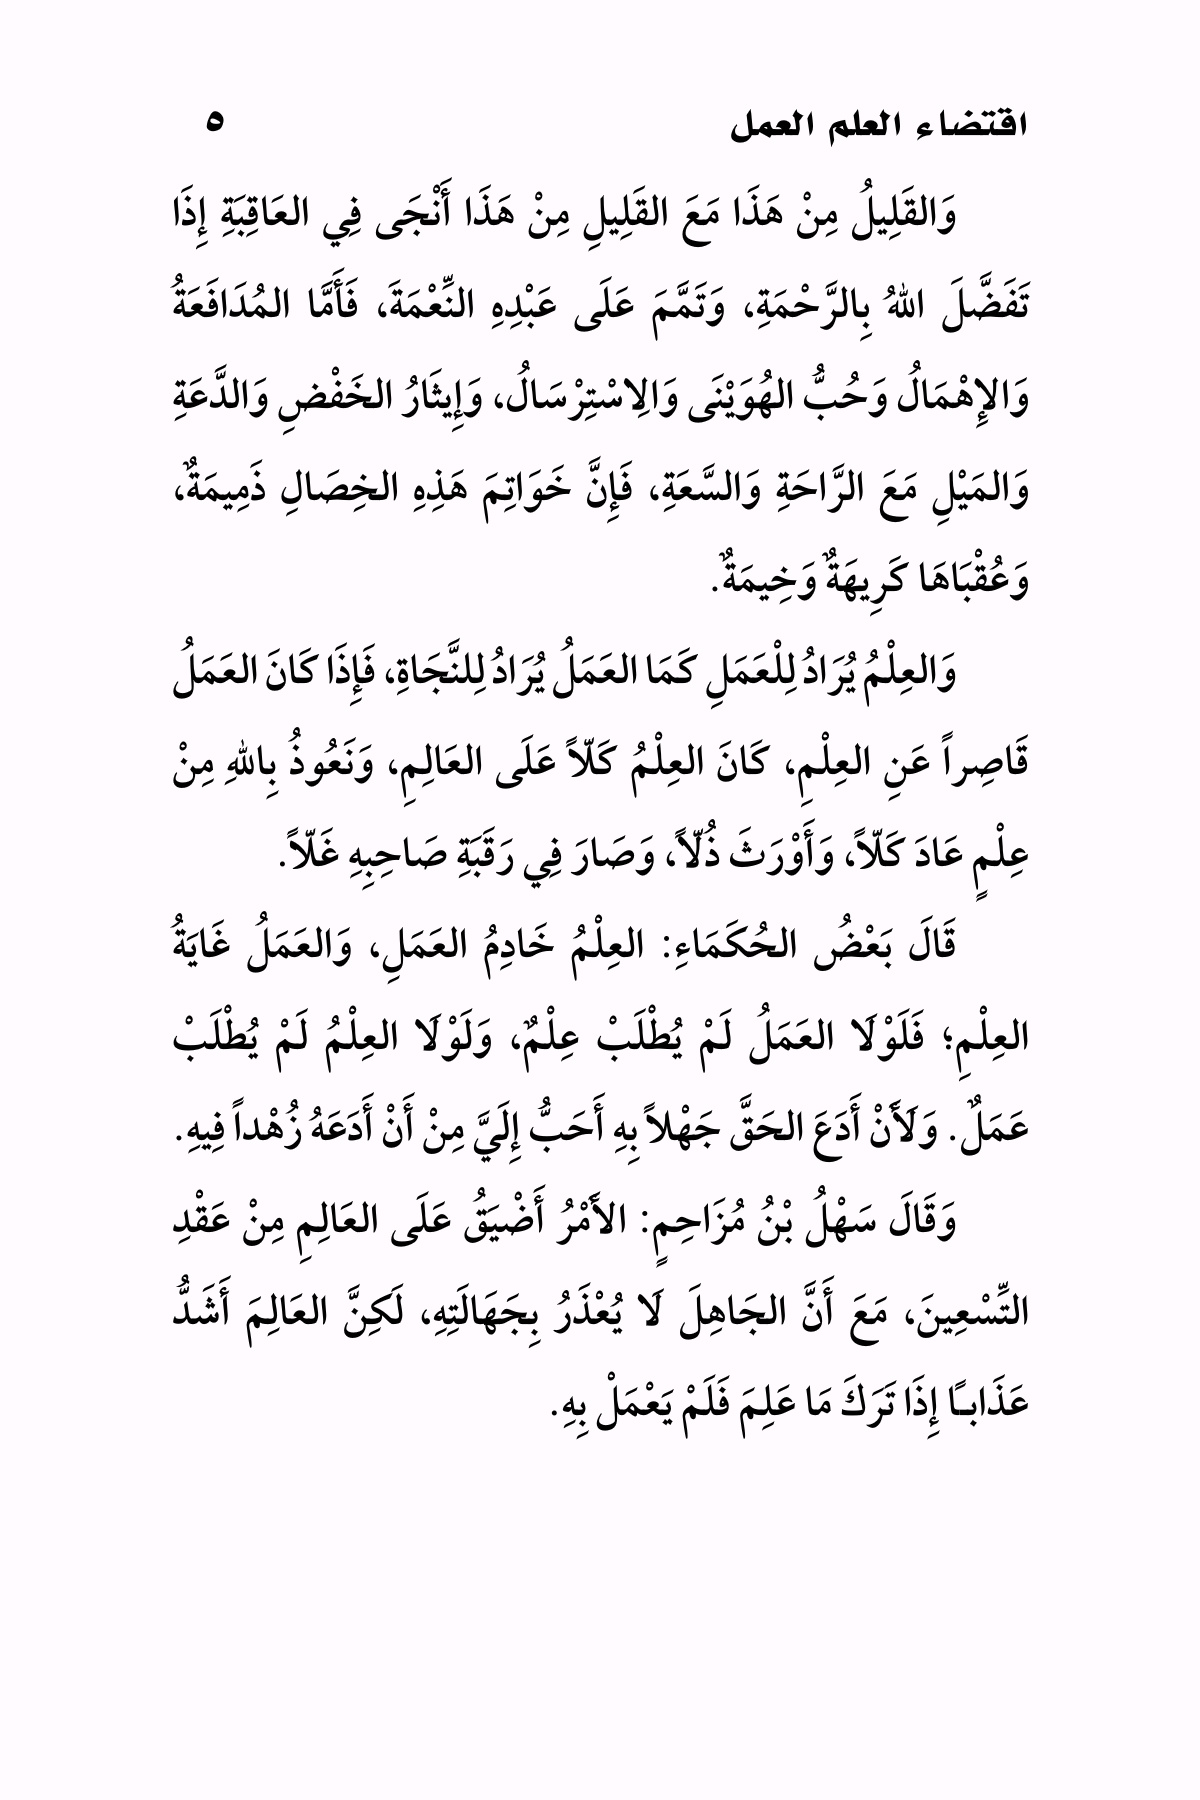 اقتضاء العلم العمل ٥
وَالقَلِيلُ مِنْ هَذَا مَعَ القَلِيلِ مِنْ هَذَا أَنْجَى فِي العَاقِبَةِ إِذَا
تَفَضَّلَ اللهُ بِالرَّحْمَةِ، وَتَمَّمَ عَلَى عَبْدِهِ النِّعْمَةَ، فَأَمَّا المُدَافَعَةُ
وَالإِهْمَالُ وَحُبُّ الهُوَيْنَى وَالِاسْتِرْسَالُ، وَإِيثَارُ الخَفْضِ وَالدَّعَةِ
وَالمَيْلِ مَعَ الرَّاحَةِ وَالسَّعَةِ، فَإِنَّ خَوَاتِمَ هَذِهِ الخِصَالِ ذَمِيمَةٌ،
وَعُقْبَاهَا كَرِيهَةٌ وَخِيمَةٌ.
وَالعِلْمُ يُرَادُ لِلْعَمَلِ كَمَا العَمَلُ يُرَادُ لِلنَّجَاةِ، فَإِذَا كَانَ العَمَلُ
قَاصِراً عَنِ العِلْمِ، كَانَ العِلْمُ كَلّاً عَلَى العَالِمِ، وَنَعُوذُ بِاللهِ مِنْ
عِلْمٍ عَادَ كَلّاً، وَأَوْرَثَ ذُلّاً، وَصَارَ فِي رَقَبَةِ صَاحِبِهِ غَلّاً.
قَالَ بَعْضُ الحُكَمَاءِ: العِلْمُ خَادِمُ العَمَلِ، وَالعَمَلُ غَايَةُ
العِلْمِ؛ فَلَوْلَا العَمَلُ لَمْ يُطْلَبْ عِلْمٌ، وَلَوْلَا العِلْمُ لَمْ يُطْلَبْ
عَمَلٌ. وَلَأَنْ أَدَعَ الحَقَّ جَهْلاً بِهِ أَحَبُّ إِلَيَّ مِنْ أَنْ أَدَعَهُ زُهْداً فِيهِ.
وَقَالَ سَهْلُ بْنُ مُزَاحِمٍ: الأَمْرُ أَضْيَقُ عَلَى العَالِمِ مِنْ عَقْدِ
التِّسْعِينَ، مَعَ أَنَّ الجَاهِلَ لَا يُعْذَرُ بِجَهَالَتِهِ، لَكِنَّ العَالِمَ أَشَدُّ
عَذَابـًا إِذَا تَرَكَ مَا عَلِمَ فَلَمْ يَعْمَلْ بِهِ.